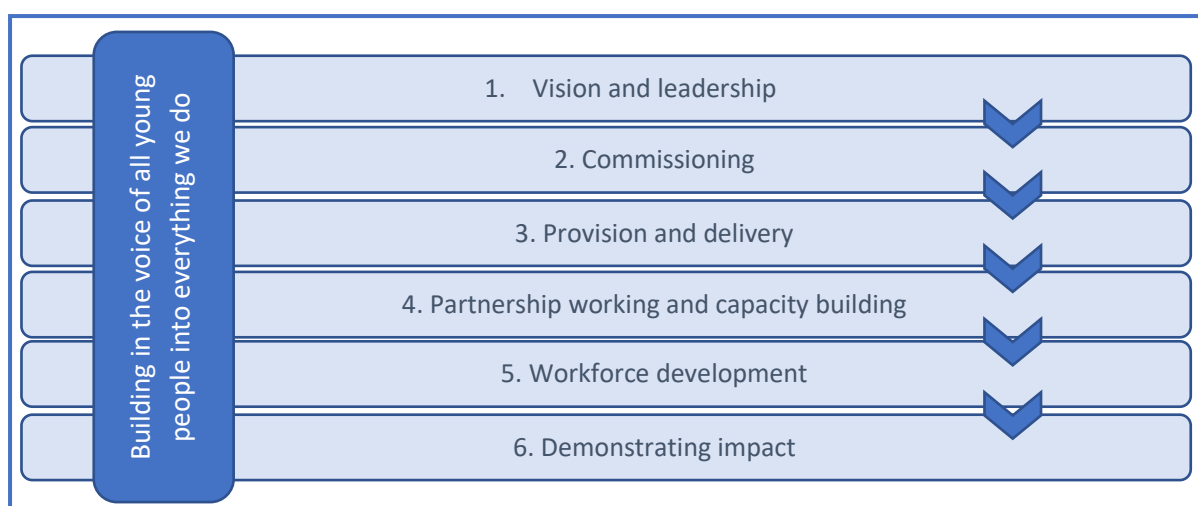 Building in the voice of all young
people into everything we do
1. Vision and leadership
2. Commissioning
3. Provision and delivery
4. Partnership working and capacity building
5. Workforce development
6. Demonstrating impact